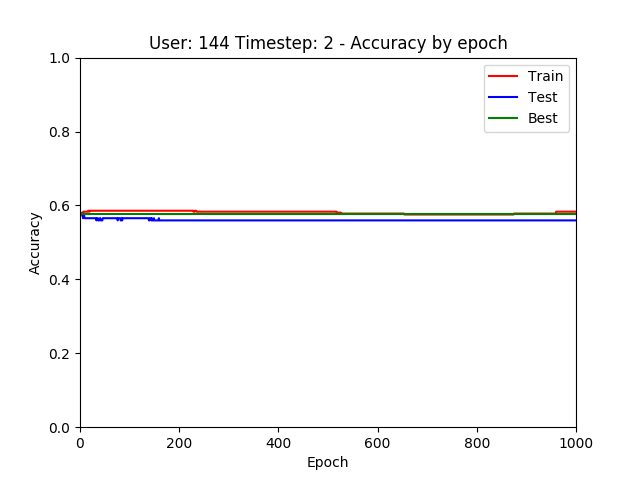 User: 144 Timestep: 2 - Accuracy by epoch
1.0
Train
Test
Best
0.8
0.6
Accuracy
0.4
0.2
0.0
0 200 400 600 800 1000
Epoch